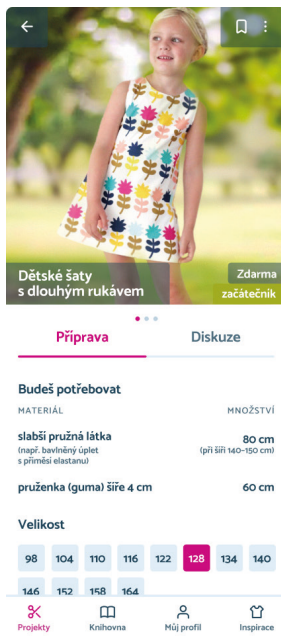 Dětské šaty
s dlouhým rukávem
Zdarma
začátečník
Příprava
Diskuze
Budeš potřebovat
MATERIÁL
MNOŽSTVÍ
slabší pružná látka
80 cm
(např. bavlněný úplet
(při šíři 140–150 cm)
s příměsí elastanu)
pruženka (guma) šíře 4 cm
60 cm
Velikost
98 104 110 116 122 128 134 140
146 152 158 164
Projekty
Knihovna
Můj profil
Inspirace